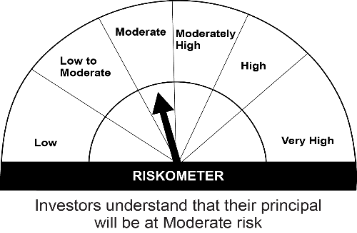 Low
Low to
Moderate
Moderate
Moderately
High
High
Very High
RISKOMETER
Investors understand that their principal
will be at Moderate risk